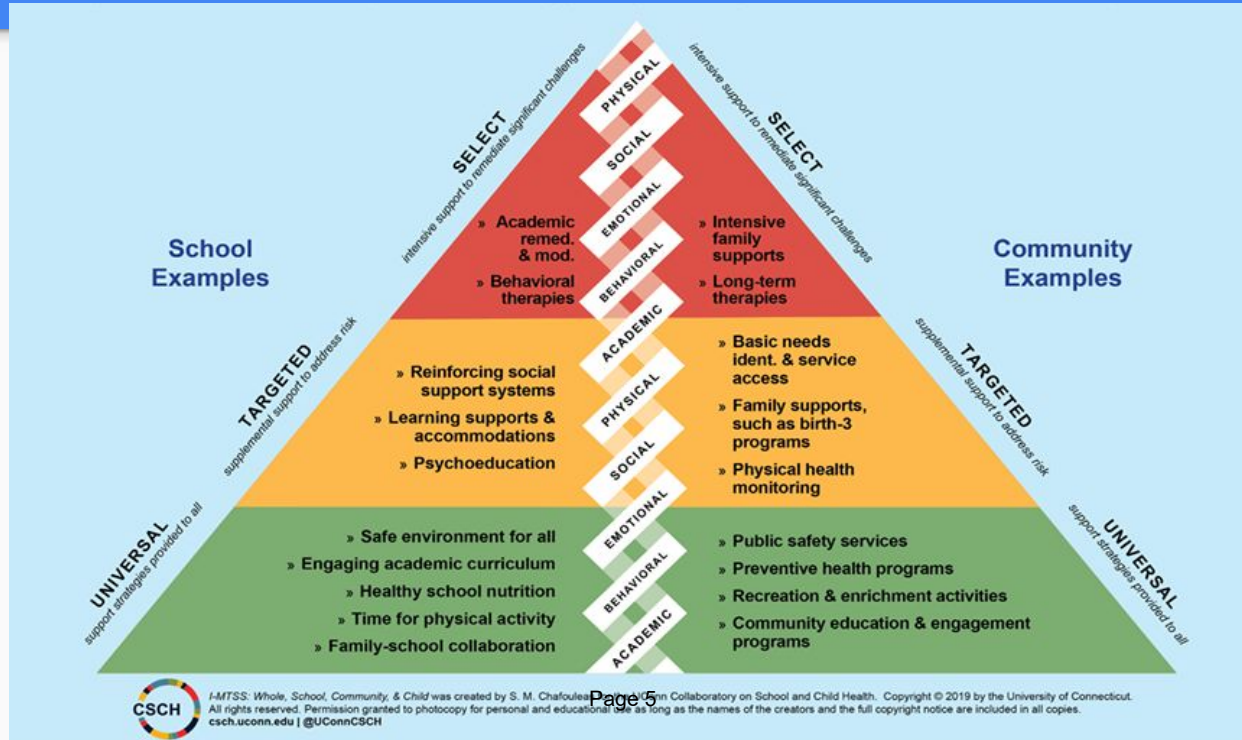 SELECT
intensive support to remediate significant challenges
SELECT
intensive support to remediate significant challenges
School
Examples
Community
Examples
PHYSICAL
SOCIAL
EMOTIONAL
BEHAVIORAL
ACADEMIC
PHYSICAL
SOCIAL
EMOTIONAL
BEHAVIORAL
ACADEMIC
» Academic
remed.
& mod.
» Behavioral
therapies
» Intensive
family
supports
» Long-term
therapies
TARGETED
supplemental support to address risk
TARGETED
supplemental support to address risk
» Reinforcing social
support systems
» Learning supports &
accommodations
» Psychoeducation
» Basic needs
ident. & service
access
» Family supports,
such as birth-3
programs
» Physical health
monitoring
UNIVERSAL
support strategies provided to all
UNIVERSAL
support strategies provided to all
» Safe environment for all
» Engaging academic curriculum
» Healthy school nutrition
» Time for physical activity
» Family-school collaboration
» Public safety services
» Preventive health programs
» Recreation & enrichment activities
» Community education & engagement
programs
CSCH
I-MTSS: Whole, School, Community, & Child was created by S. M. Collaboratory on School and Child Health. Copyright © 2019 by the University of Connecticut.
All rights reserved. Permission granted to photocopy for personal and educational use as long as the names of the creators and the full copyright notice are included in all copies.
csch.uconn.edu | @UConnCSCH
Page 5